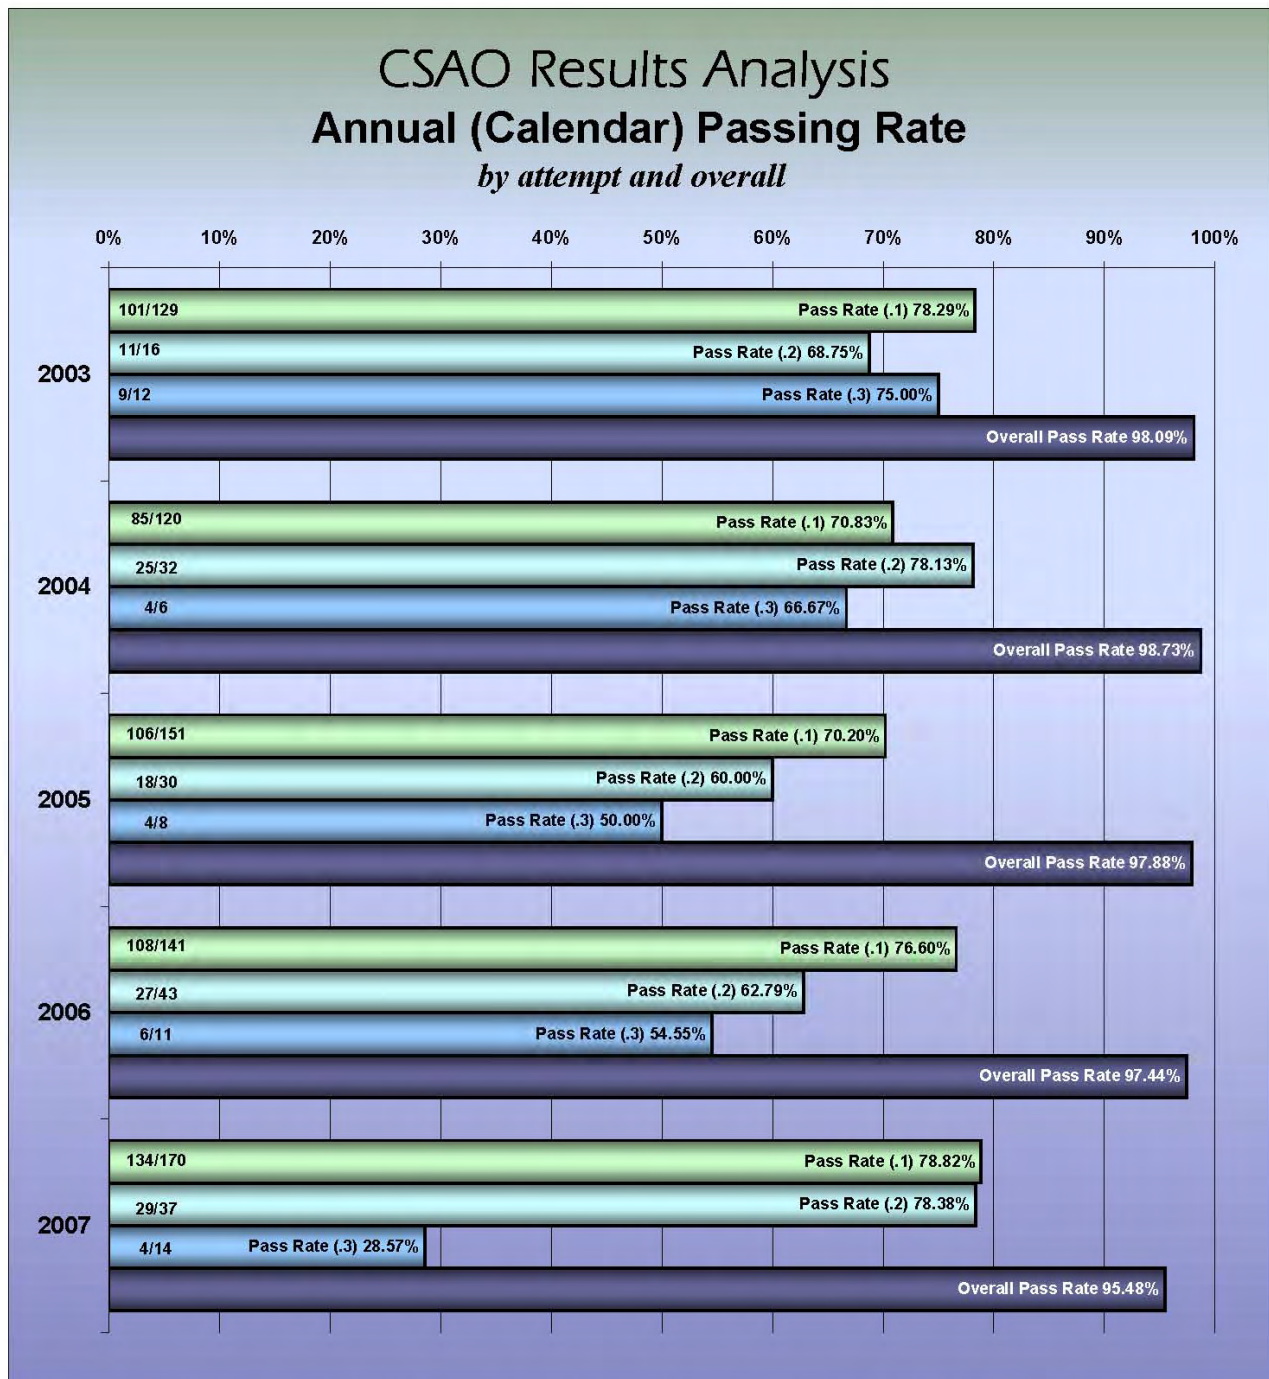 CSAO Results Analysis
Annual (Calendar) Passing Rate
by attempt and overall
0% 10% 20% 30% 40% 50% 60% 70% 80% 90% 100%
2003
101/129 Pass Rate (.1) 78.29%
11/16 Pass Rate (.2) 68.75%
9/12 Pass Rate (.3) 75.00%
Overall Pass Rate 98.09%
2004
85/120 Pass Rate (.1) 70.83%
25/32 Pass Rate (.2) 78.13%
4/6 Pass Rate (.3) 66.67%
Overall Pass Rate 98.73%
2005
106/151 Pass Rate (.1) 70.20%
18/30 Pass Rate (.2) 60.00%
4/8 Pass Rate (.3) 50.00%
Overall Pass Rate 97.88%
2006
108/141 Pass Rate (.1) 76.60%
27/43 Pass Rate (.2) 62.79%
6/11 Pass Rate (.3) 54.55%
Overall Pass Rate 97.44%
2007
134/170 Pass Rate (.1) 78.82%
29/37 Pass Rate (.2) 78.38%
4/14 Pass Rate (.3) 28.57%
Overall Pass Rate 95.48%